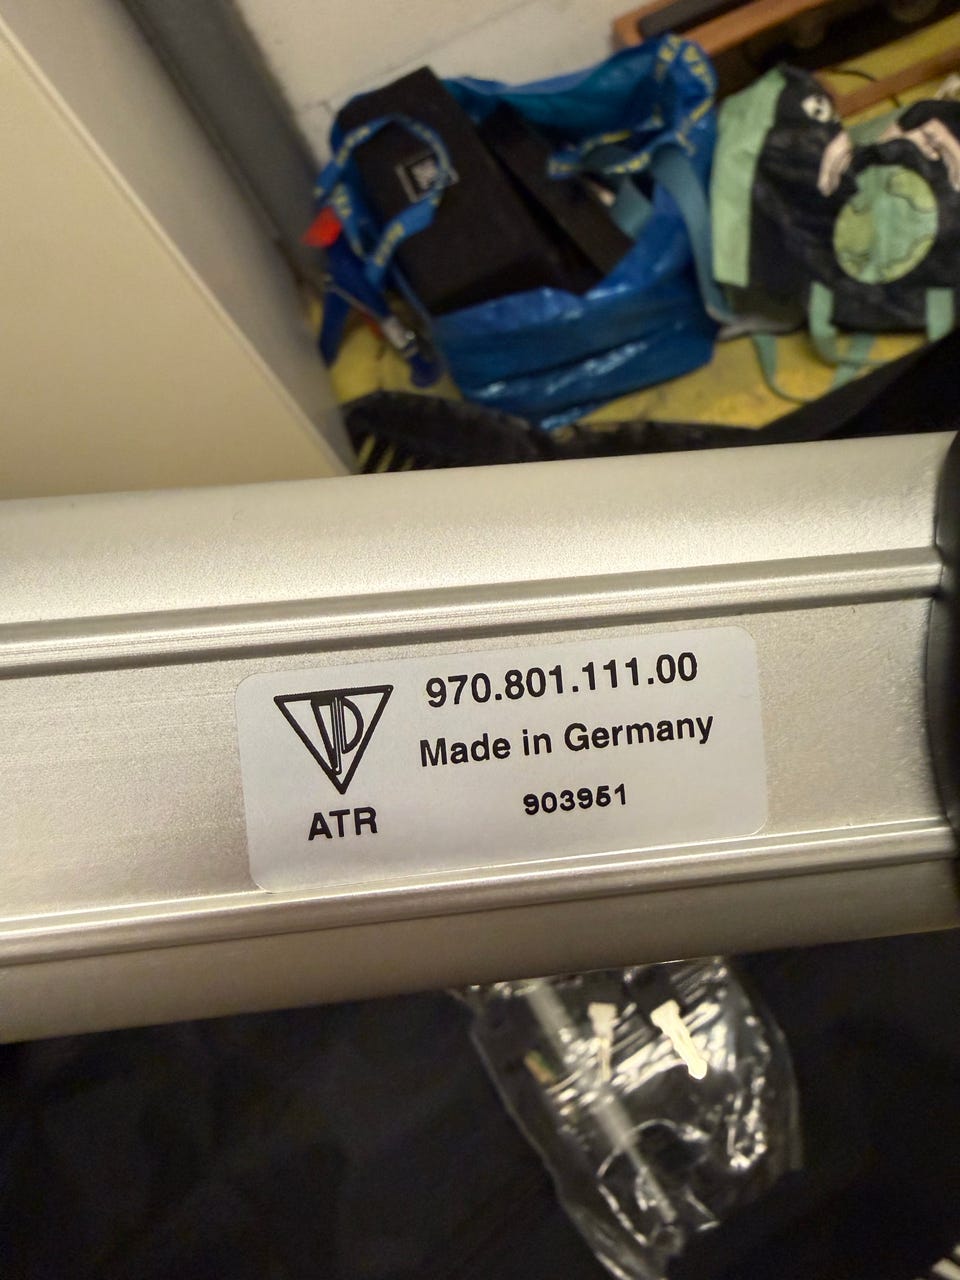 970.801.111.00
Made in Germany
ATR
903951